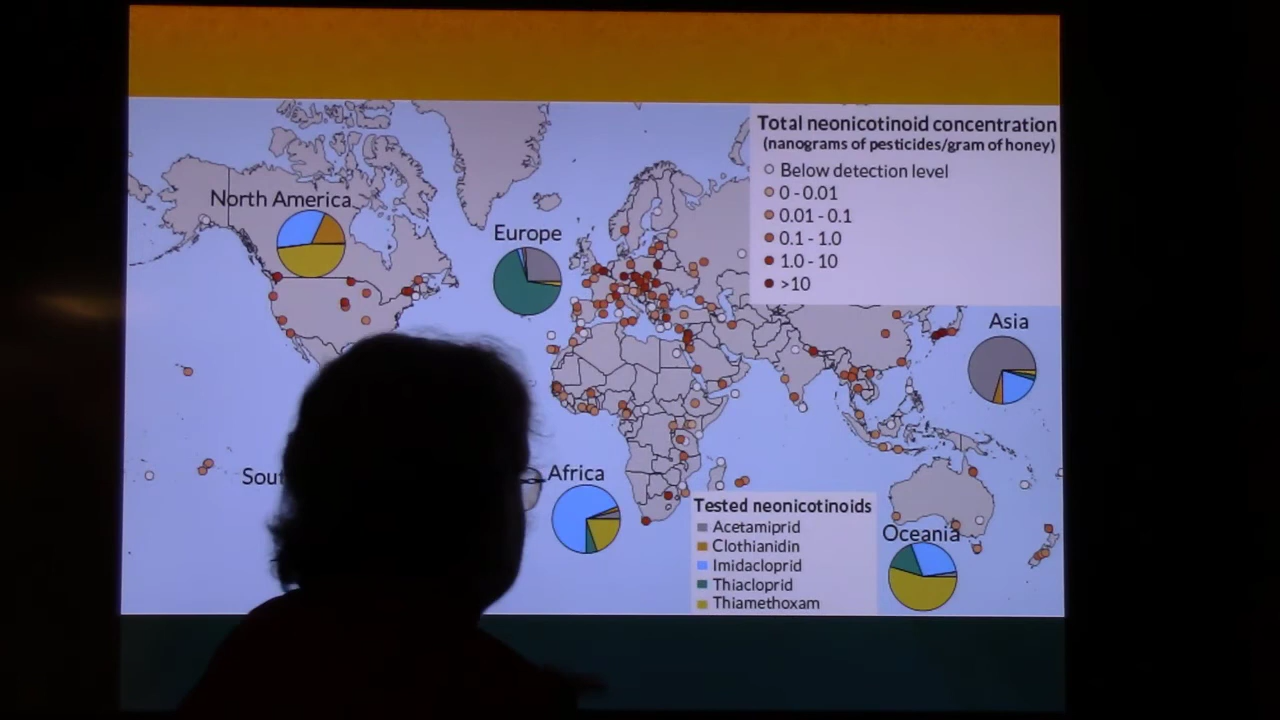 Total neonicotinoid concentration
(nanograms of pesticides/gram of honey)
Below detection level
0 - 0.01
0.01 - 0.1
0.1 - 1.0
1.0 - 10
>10
North America
Europe
Asia
Africa
Oceania
Tested neonicotinoids
Acetamiprid
Clothianidin
Imidacloprid
Thiacloprid
Thiamethoxam